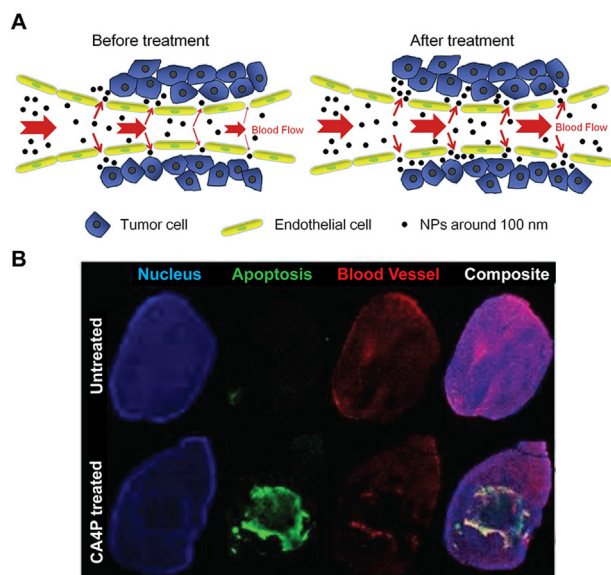 A
Before treatment
After treatment
Blood Flow
Blood Flow
Tumor cell
Endothelial cell
NPs around 100 nm
B
Nucleus
Apoptosis
Blood Vessel
Composite
Untreated
CA4P treated